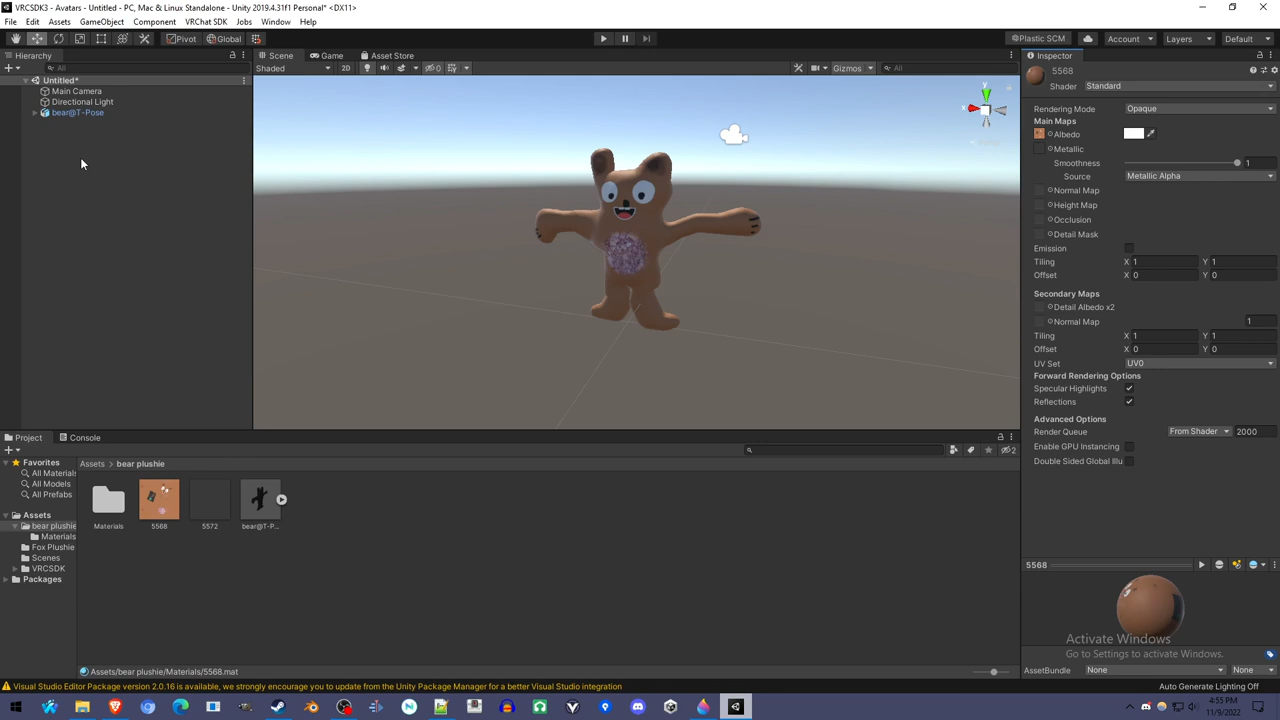 VRCSDK3 - Avatars - Untitled - PC, Mac & Linux Standalone - Unity 2019.4.31f1 Personal* <DX11>
File Edit Assets GameObject Component VRChat SDK Jobs Window Help
Pivot Global Plastic SCM Account Layers Default
Hierarchy Scene Game Asset Store Inspector
All
Shaded 2D 0 Gizmos All
Untitled*
Main Camera
Directional Light
bear@T-Pose
y
x
5568
Shader Standard
Rendering Mode Opaque
Main Maps
Albedo
Metallic
Smoothness 1
Source Metallic Alpha
Normal Map
Height Map
Occlusion
Detail Mask
Emission
Tiling X 1 Y 1
Offset X 0 Y 0
Secondary Maps
Detail Albedo x2
Normal Map 1
Tiling X 1 Y 1
Offset X 0 Y 0
UV Set UV0
Forward Rendering Options
Specular Highlights
Reflections
Advanced Options
Render Queue From Shader 2000
Enable GPU Instancing
Double Sided Global Illu
Project Console
2
Favorites
All Materials
All Models
All Prefabs
Assets
bear plushie
Materials
Fox Plushie
Scenes
VRCSDK
Packages
Assets > bear plushie
Materials 5568 5572 bear@T-P...
Assets/bear plushie/Materials/5568.mat
5568
Activate Windows
Go to Settings to activate Windows.
AssetBundle None None
Visual Studio Editor Package version 2.0.16 is available, we strongly encourage you to update from the Unity Package Manager for a better Visual Studio integration
Auto Generate Lighting Off
4:55 PM
11/9/2022